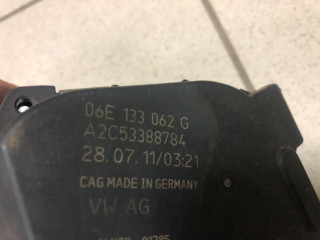 06E 133 062 G
A2C53388784
28.07.11/03:21
CAG MADE IN GERMANY
VW AG